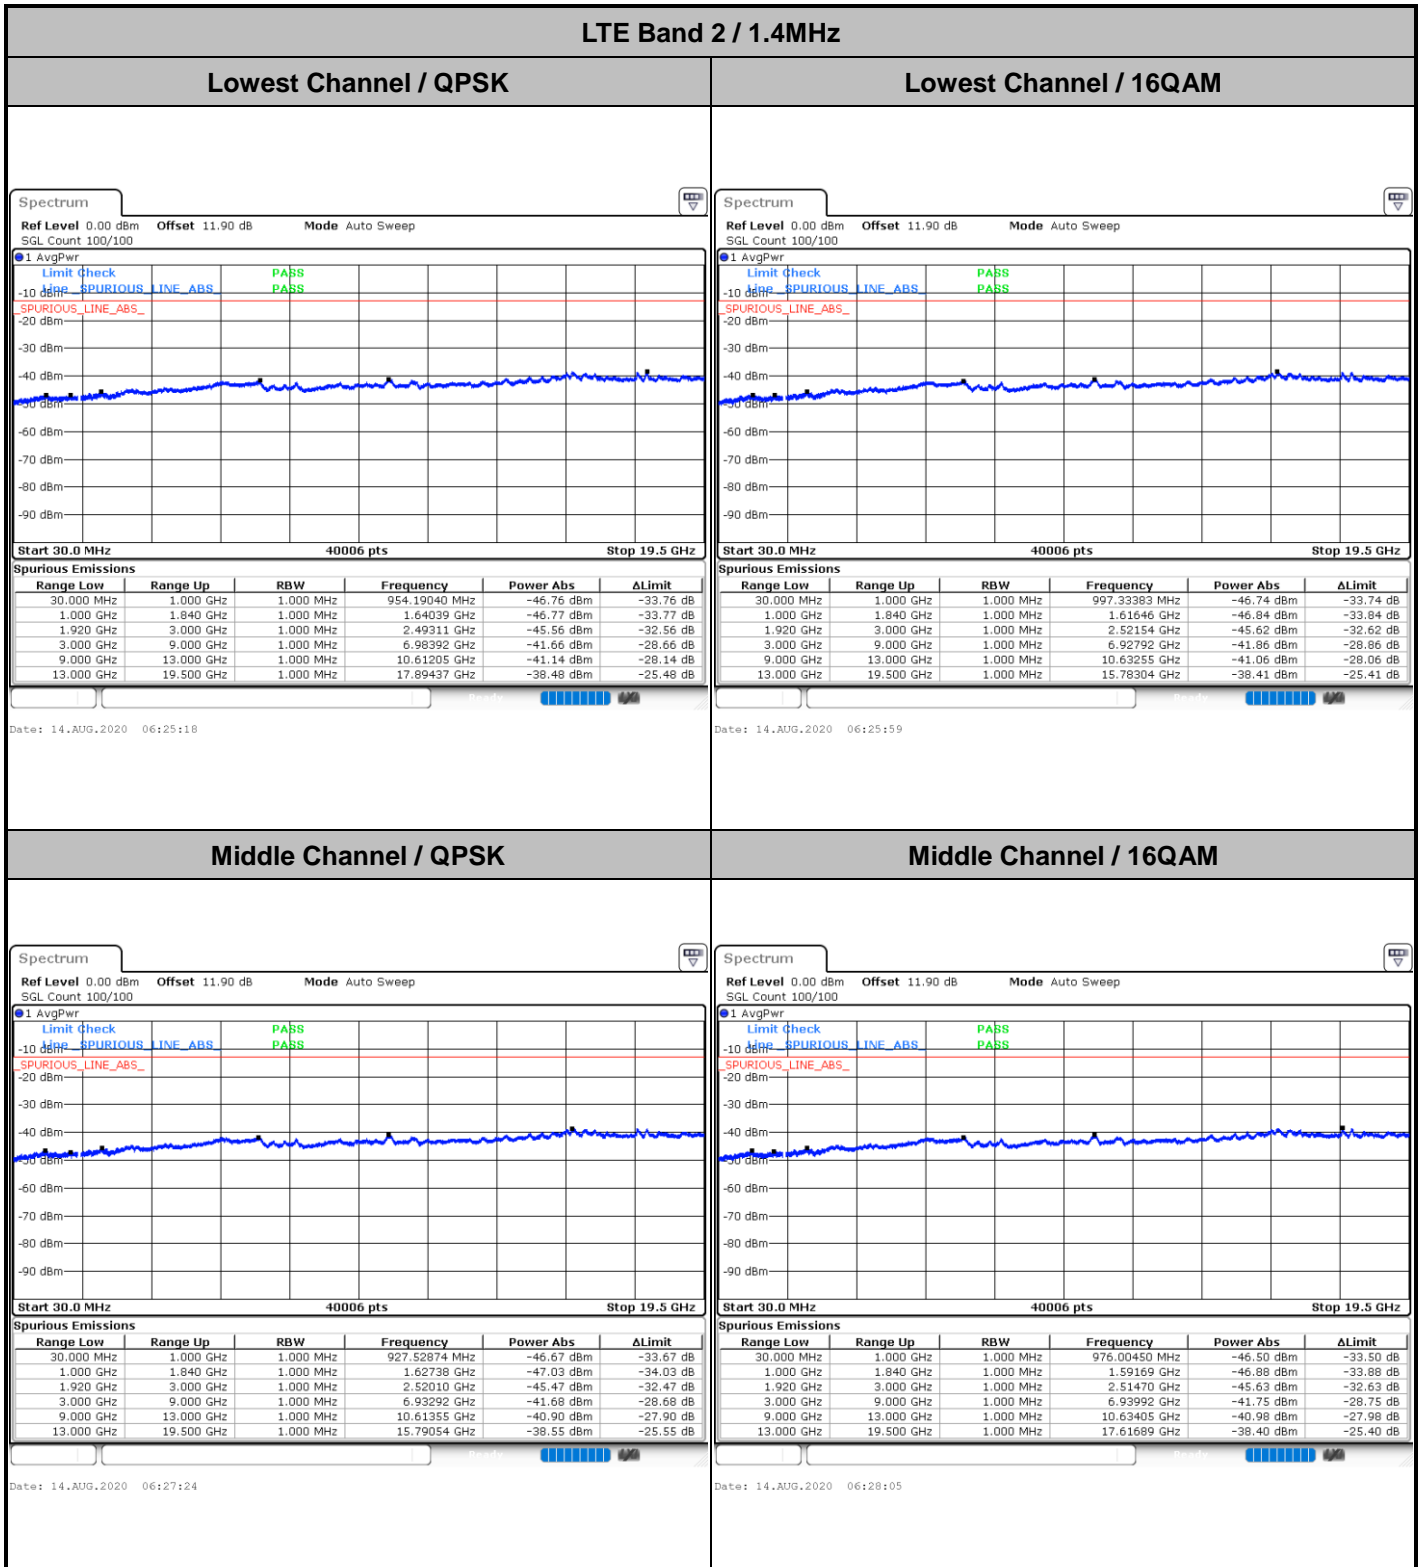 LTE Band 2 / 1.4MHz
Lowest Channel / QPSK
Lowest Channel / 16QAM
Spectrum
Ref Level 0.00 dBm Offset 11.90 dB Mode Auto Sweep
SGL Count 100/100
1 AvgPwr
Limit Check PASS
Line _SPURIOUS_LINE_ABS_ PASS
-10 dBm
_SPURIOUS_LINE_ABS_
-20 dBm
-30 dBm
-40 dBm
-50 dBm
-60 dBm
-70 dBm
-80 dBm
-90 dBm
Start 30.0 MHz 40006 pts Stop 19.5 GHz
Spurious Emissions
Range Low Range Up RBW Frequency Power Abs ΔLimit
30.000 MHz 1.000 GHz 1.000 MHz 954.19040 MHz -46.76 dBm -33.76 dB
1.000 GHz 1.840 GHz 1.000 MHz 1.64039 GHz -46.77 dBm -33.77 dB
1.920 GHz 3.000 GHz 1.000 MHz 2.49311 GHz -45.56 dBm -32.56 dB
3.000 GHz 9.000 GHz 1.000 MHz 6.98392 GHz -41.66 dBm -28.66 dB
9.000 GHz 13.000 GHz 1.000 MHz 10.61205 GHz -41.14 dBm -28.14 dB
13.000 GHz 19.500 GHz 1.000 MHz 17.89437 GHz -38.48 dBm -25.48 dB
Date: 14.AUG.2020 06:25:18
Spectrum
Ref Level 0.00 dBm Offset 11.90 dB Mode Auto Sweep
SGL Count 100/100
1 AvgPwr
Limit Check PASS
Line _SPURIOUS_LINE_ABS_ PASS
-10 dBm
_SPURIOUS_LINE_ABS_
-20 dBm
-30 dBm
-40 dBm
-50 dBm
-60 dBm
-70 dBm
-80 dBm
-90 dBm
Start 30.0 MHz 40006 pts Stop 19.5 GHz
Spurious Emissions
Range Low Range Up RBW Frequency Power Abs ΔLimit
30.000 MHz 1.000 GHz 1.000 MHz 997.33383 MHz -46.74 dBm -33.74 dB
1.000 GHz 1.840 GHz 1.000 MHz 1.61646 GHz -46.84 dBm -33.84 dB
1.920 GHz 3.000 GHz 1.000 MHz 2.52154 GHz -45.62 dBm -32.62 dB
3.000 GHz 9.000 GHz 1.000 MHz 6.92792 GHz -41.86 dBm -28.86 dB
9.000 GHz 13.000 GHz 1.000 MHz 10.63255 GHz -41.06 dBm -28.06 dB
13.000 GHz 19.500 GHz 1.000 MHz 15.78304 GHz -38.41 dBm -25.41 dB
Date: 14.AUG.2020 06:25:59
Middle Channel / QPSK
Middle Channel / 16QAM
Spectrum
Ref Level 0.00 dBm Offset 11.90 dB Mode Auto Sweep
SGL Count 100/100
1 AvgPwr
Limit Check PASS
Line _SPURIOUS_LINE_ABS_ PASS
-10 dBm
_SPURIOUS_LINE_ABS_
-20 dBm
-30 dBm
-40 dBm
-50 dBm
-60 dBm
-70 dBm
-80 dBm
-90 dBm
Start 30.0 MHz 40006 pts Stop 19.5 GHz
Spurious Emissions
Range Low Range Up RBW Frequency Power Abs ΔLimit
30.000 MHz 1.000 GHz 1.000 MHz 927.52874 MHz -46.67 dBm -33.67 dB
1.000 GHz 1.840 GHz 1.000 MHz 1.62738 GHz -47.03 dBm -34.03 dB
1.920 GHz 3.000 GHz 1.000 MHz 2.52010 GHz -45.47 dBm -32.47 dB
3.000 GHz 9.000 GHz 1.000 MHz 6.93292 GHz -41.68 dBm -28.68 dB
9.000 GHz 13.000 GHz 1.000 MHz 10.61355 GHz -40.90 dBm -27.90 dB
13.000 GHz 19.500 GHz 1.000 MHz 15.79054 GHz -38.55 dBm -25.55 dB
Date: 14.AUG.2020 06:27:24
Spectrum
Ref Level 0.00 dBm Offset 11.90 dB Mode Auto Sweep
SGL Count 100/100
1 AvgPwr
Limit Check PASS
Line _SPURIOUS_LINE_ABS_ PASS
-10 dBm
_SPURIOUS_LINE_ABS_
-20 dBm
-30 dBm
-40 dBm
-50 dBm
-60 dBm
-70 dBm
-80 dBm
-90 dBm
Start 30.0 MHz 40006 pts Stop 19.5 GHz
Spurious Emissions
Range Low Range Up RBW Frequency Power Abs ΔLimit
30.000 MHz 1.000 GHz 1.000 MHz 976.00450 MHz -46.50 dBm -33.50 dB
1.000 GHz 1.840 GHz 1.000 MHz 1.59169 GHz -46.88 dBm -33.88 dB
1.920 GHz 3.000 GHz 1.000 MHz 2.51470 GHz -45.63 dBm -32.63 dB
3.000 GHz 9.000 GHz 1.000 MHz 6.93992 GHz -41.75 dBm -28.75 dB
9.000 GHz 13.000 GHz 1.000 MHz 10.63405 GHz -40.98 dBm -27.98 dB
13.000 GHz 19.500 GHz 1.000 MHz 17.61689 GHz -38.40 dBm -25.40 dB
Date: 14.AUG.2020 06:28:05